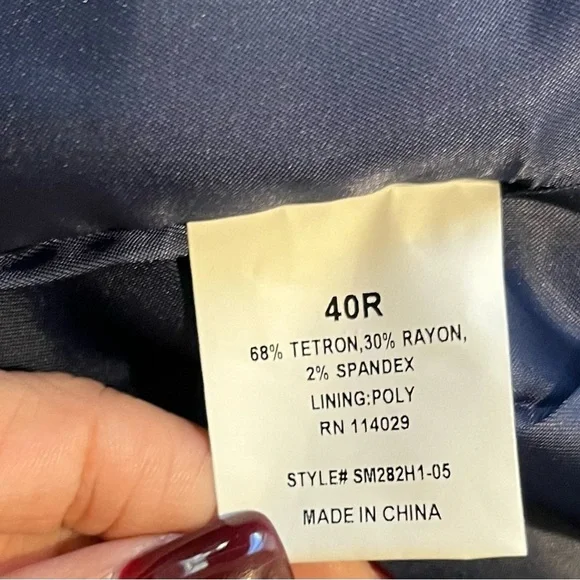 40R
68% TETRON,30% RAYON,
2% SPANDEX
LINING:POLY
RN 114029
STYLE# SM282H1-05
MADE IN CHINA